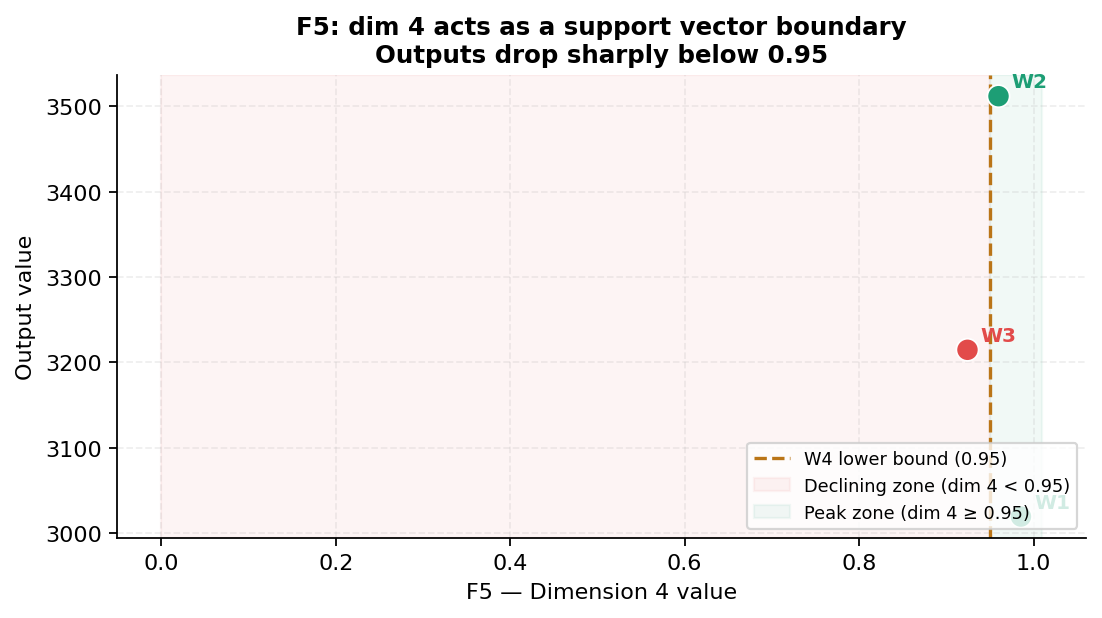 F5: dim 4 acts as a support vector boundary
Outputs drop sharply below 0.95
Output value
3500
3400
3300
3200
3100
3000
W2
W3
W1
W4 lower bound (0.95)
Declining zone (dim 4 < 0.95)
Peak zone (dim 4 ≥ 0.95)
0.0
0.2
0.4
0.6
0.8
1.0
F5 — Dimension 4 value